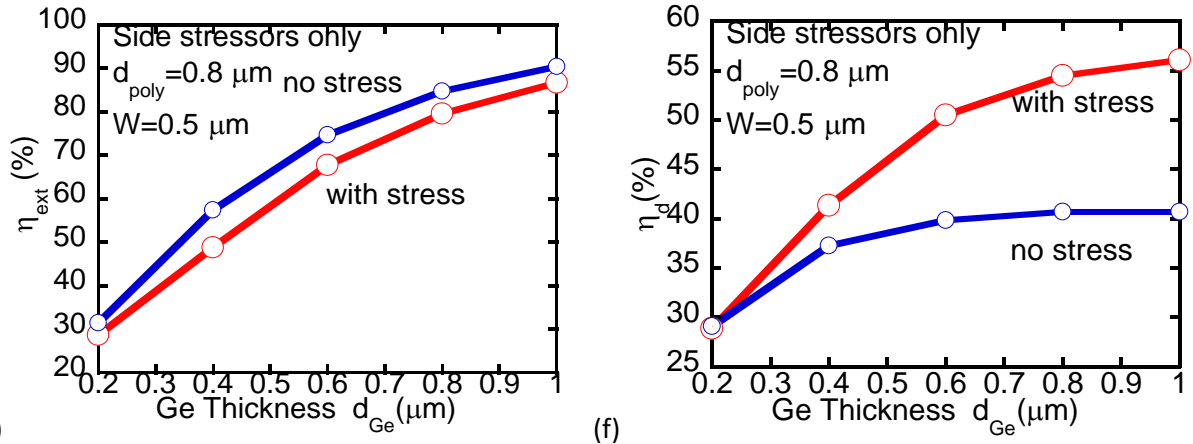 100
90
80
70
60
50
40
30
20
η_ext(%)
Side stressors only
d_poly=0.8 μm
no stress
W=0.5 μm
with stress
0.2 0.3 0.4 0.5 0.6 0.7 0.8 0.9 1
Ge Thickness d_Ge(μm)
)
(f)
60
55
50
45
40
35
30
25
η_d(%)
Side stressors only
d_poly=0.8 μm
with stress
W=0.5 μm
no stress
0.2 0.3 0.4 0.5 0.6 0.7 0.8 0.9 1
Ge Thickness d_Ge(μm)